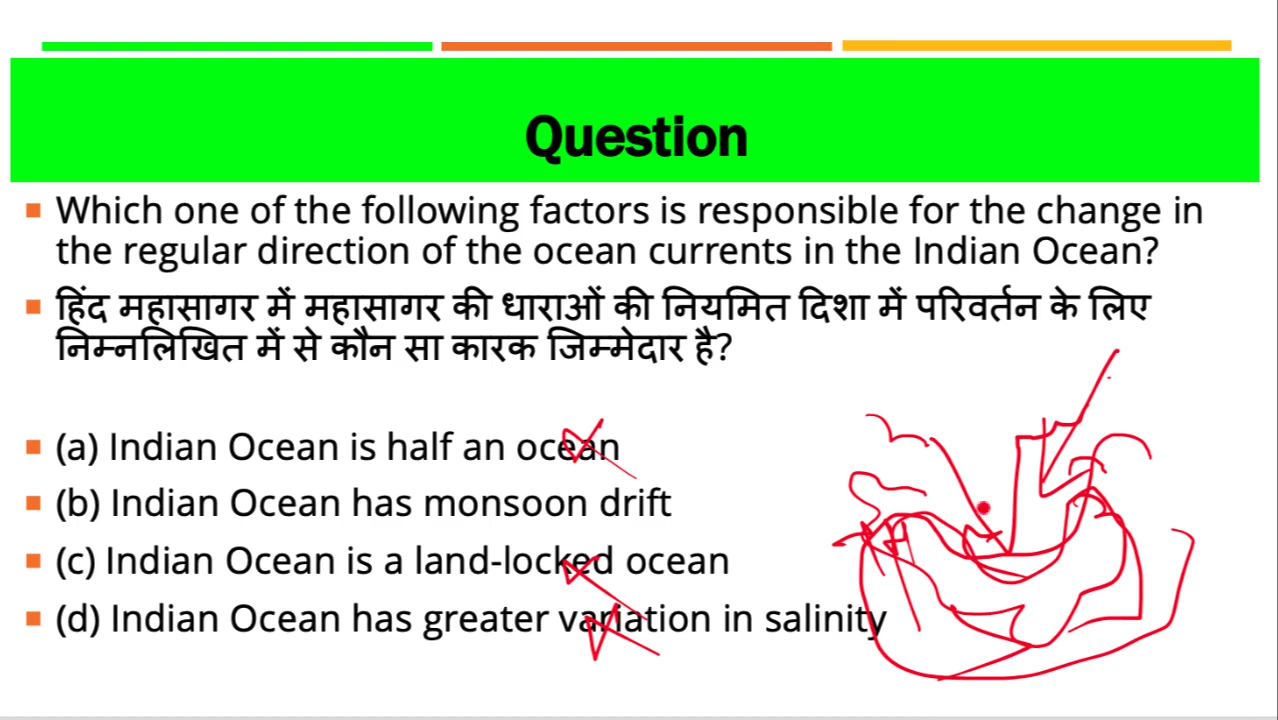 Question
Which one of the following factors is responsible for the change in
the regular direction of the ocean currents in the Indian Ocean?
हिंद महासागर में महासागर की धाराओं की नियमित दिशा में परिवर्तन के लिए
निम्नलिखित में से कौन सा कारक जिम्मेदार है?
(a) Indian Ocean is half an ocean
(b) Indian Ocean has monsoon drift
(c) Indian Ocean is a land-locked ocean
(d) Indian Ocean has greater variation in salinity